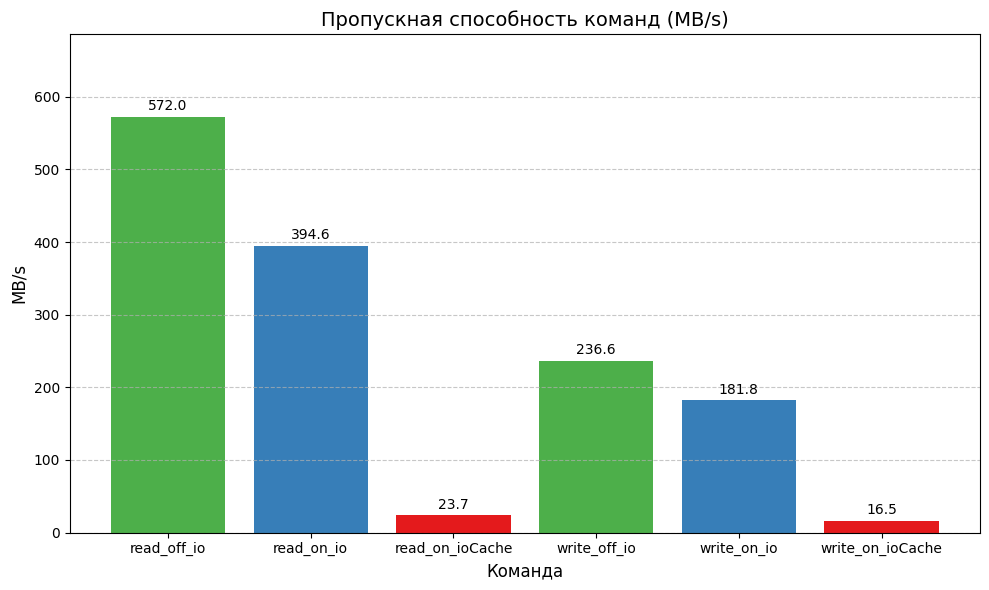 Пропускная способность команд (MB/s)
MB/s
600
500
400
300
200
100
0
572.0
394.6
23.7
236.6
181.8
16.5
read_off_io
read_on_io
read_on_ioCache
write_off_io
write_on_io
write_on_ioCache
Команда